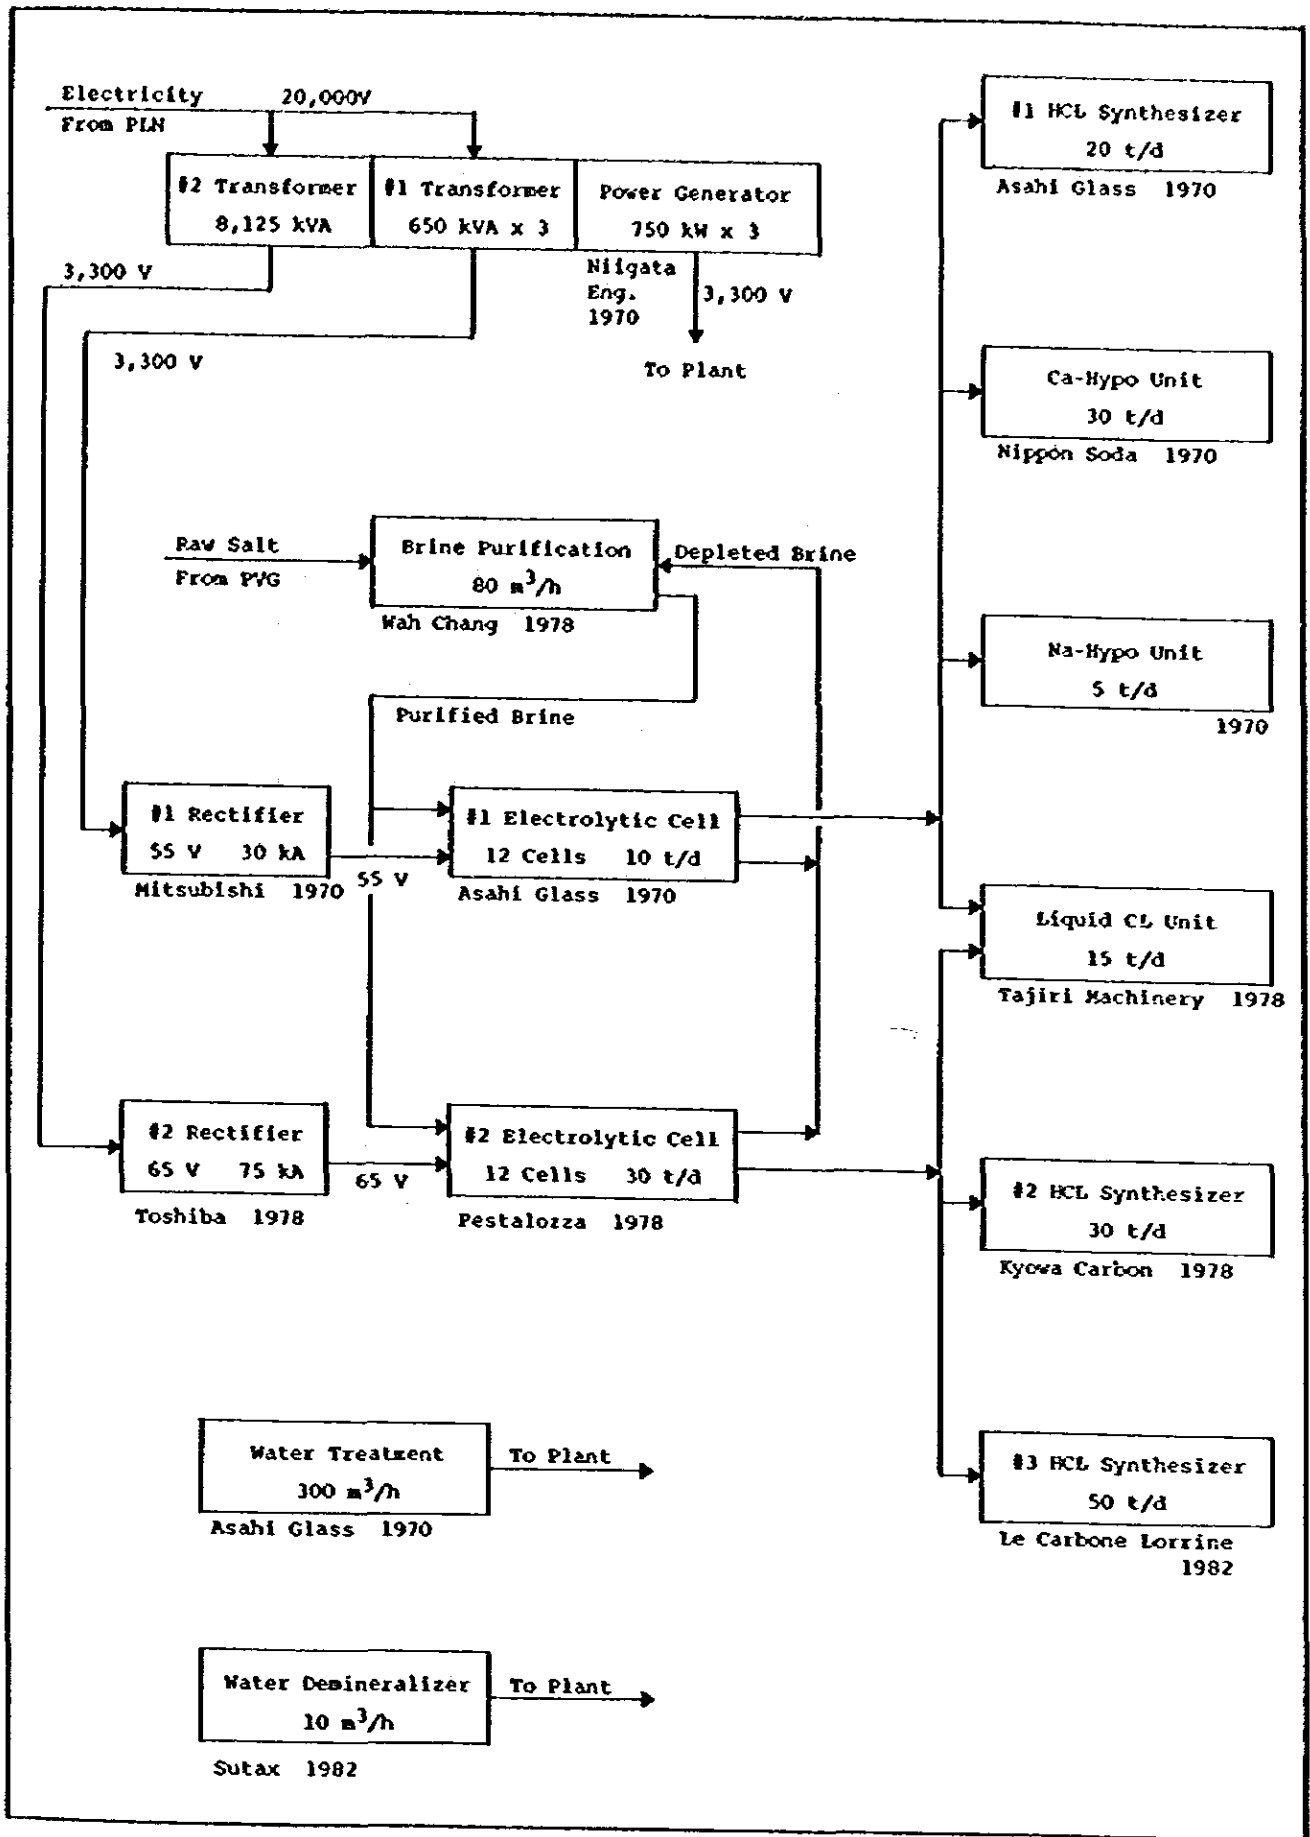 Electricity 20,000V
From PLN
#2 Transformer
8,125 kVA
#1 Transformer
650 kVA x 3
Power Generator
750 kW x 3
Niigata
Eng.
1970
3,300 V
To Plant
3,300 V
3,300 V
Raw Salt
From PVG
Brine Purification
80 m³/h
Wah Chang 1978
Depleted Brine
Purified Brine
#1 Rectifier
55 V 30 kA
Mitsubishi 1970
55 V
#1 Electrolytic Cell
12 Cells 10 t/d
Asahi Glass 1970
#2 Rectifier
65 V 75 kA
Toshiba 1978
65 V
#2 Electrolytic Cell
12 Cells 30 t/d
Pestalozza 1978
#1 HCL Synthesizer
20 t/d
Asahi Glass 1970
Ca-Hypo Unit
30 t/d
Nippon Soda 1970
Na-Hypo Unit
5 t/d
1970
Liquid CL Unit
15 t/d
Tajiri Machinery 1978
#2 HCL Synthesizer
30 t/d
Kyowa Carbon 1978
#3 HCL Synthesizer
50 t/d
Le Carbone Lorrine
1982
Water Treatment
300 m³/h
Asahi Glass 1970
To Plant
Water Demineralizer
10 m³/h
Sutax 1982
To Plant